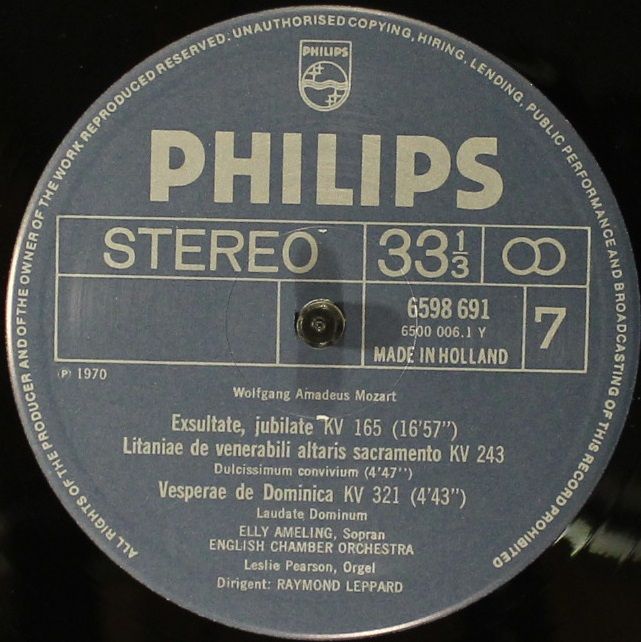 ALL RIGHTS OF THE PRODUCER AND OF THE OWNER OF THE WORK REPRODUCED RESERVED. UNAUTHORISED COPYING, HIRING, LENDING, PUBLIC PERFORMANCE AND BROADCASTING OF THIS RECORD PROHIBITED
PHILIPS
PHILIPS
STEREO 33 1/3
6598 691
6500 006.1 Y
MADE IN HOLLAND
7
Ⓟ 1970
Wolfgang Amadeus Mozart
Exsultate, jubilate KV 165 (16'57'')
Litaniae de venerabili altaris sacramento KV 243
Dulcissimum convivium (4'47'')
Vesperae de Dominica KV 321 (4'43'')
Laudate Dominum
ELLY AMELING, Sopran
ENGLISH CHAMBER ORCHESTRA
Leslie Pearson, Orgel
Dirigent: RAYMOND LEPPARD